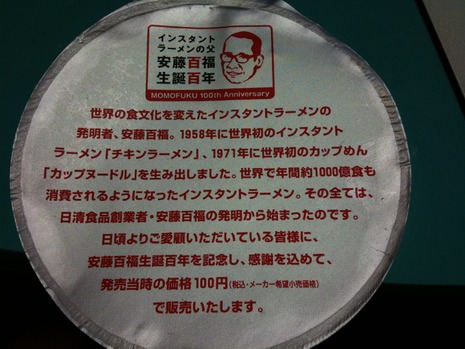 インスタント
ラーメンの父
安藤百福
生誕百年
MOMOFUKU 100th Anniversary
世界の食文化を変えたインスタントラーメンの
発明者、安藤百福。1958年に世界初のインスタント
ラーメン「チキンラーメン」、1971年に世界初のカップめん
「カップヌードル」を生み出しました。世界で年間約1000億食も
消費されるようになったインスタントラーメン。その全ては、
日清食品創業者・安藤百福の発明から始まったのです。
日頃よりご愛顧いただいている皆様に、
安藤百福生誕百年を記念し、感謝を込めて、
発売当時の価格100円(税込・メーカー希望小売価格)
で販売いたします。